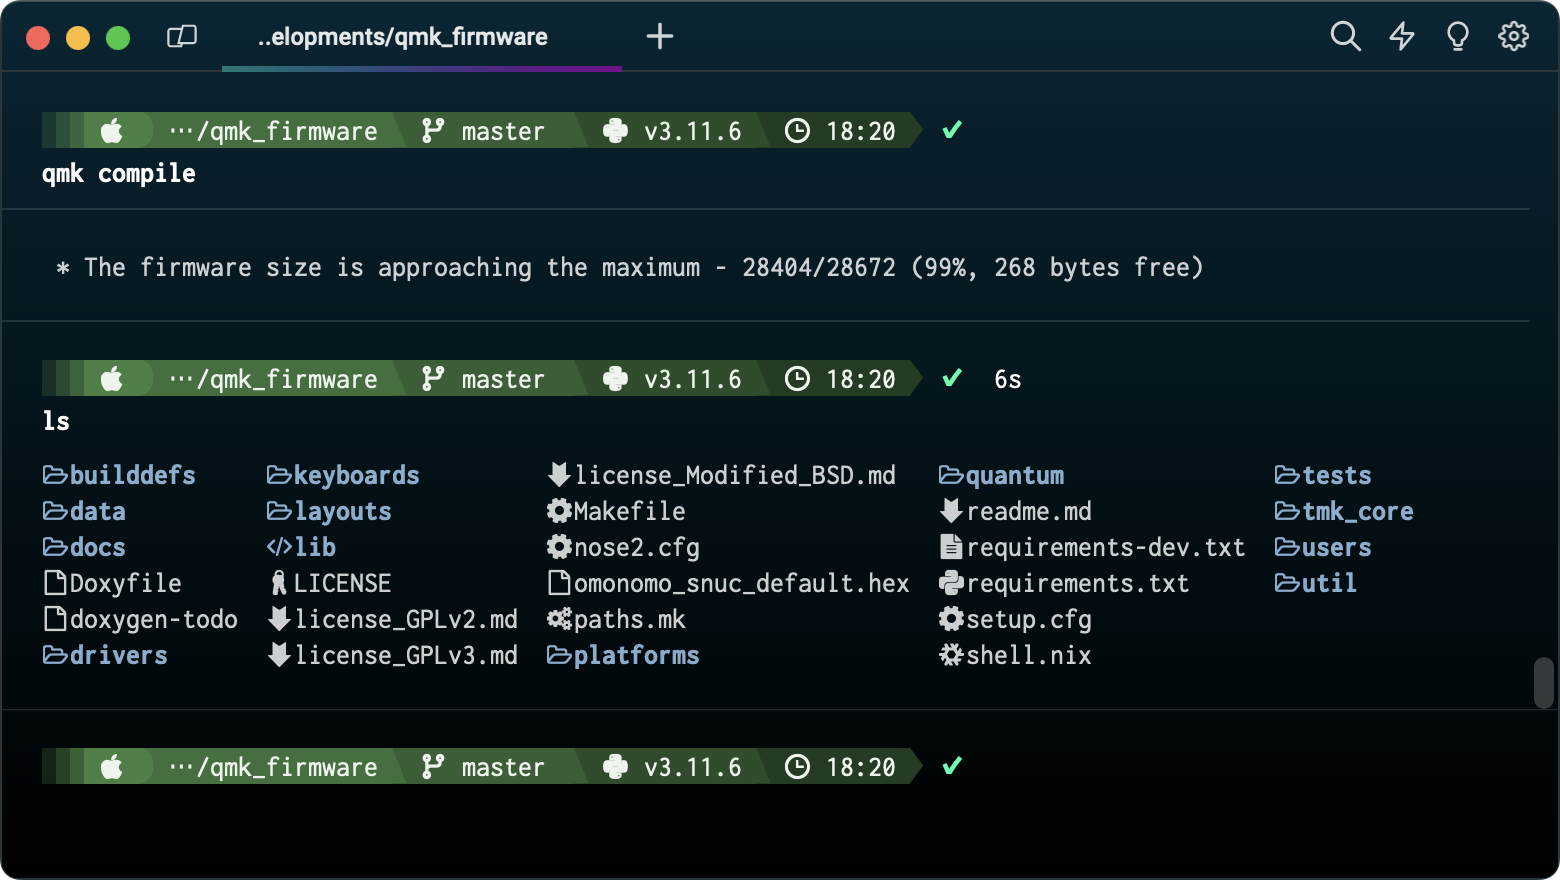 ..elopments/qmk_firmware
…/qmk_firmware master v3.11.6 18:20 ✓
qmk compile
* The firmware size is approaching the maximum - 28404/28672 (99%, 268 bytes free)
…/qmk_firmware master v3.11.6 18:20 ✓ 6s
ls
builddefs keyboards license_Modified_BSD.md quantum tests
data layouts Makefile readme.md tmk_core
docs lib nose2.cfg requirements-dev.txt users
Doxyfile LICENSE omonomo_snuc_default.hex requirements.txt util
doxygen-todo license_GPLv2.md paths.mk setup.cfg
drivers license_GPLv3.md platforms shell.nix
…/qmk_firmware master v3.11.6 18:20 ✓